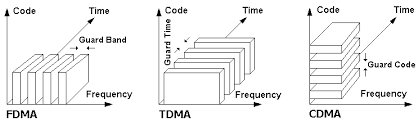 Code
Time
Guard Band
Frequency
FDMA
Code
Time
Guard Time
Frequency
TDMA
Code
Time
Guard Code
Frequency
CDMA